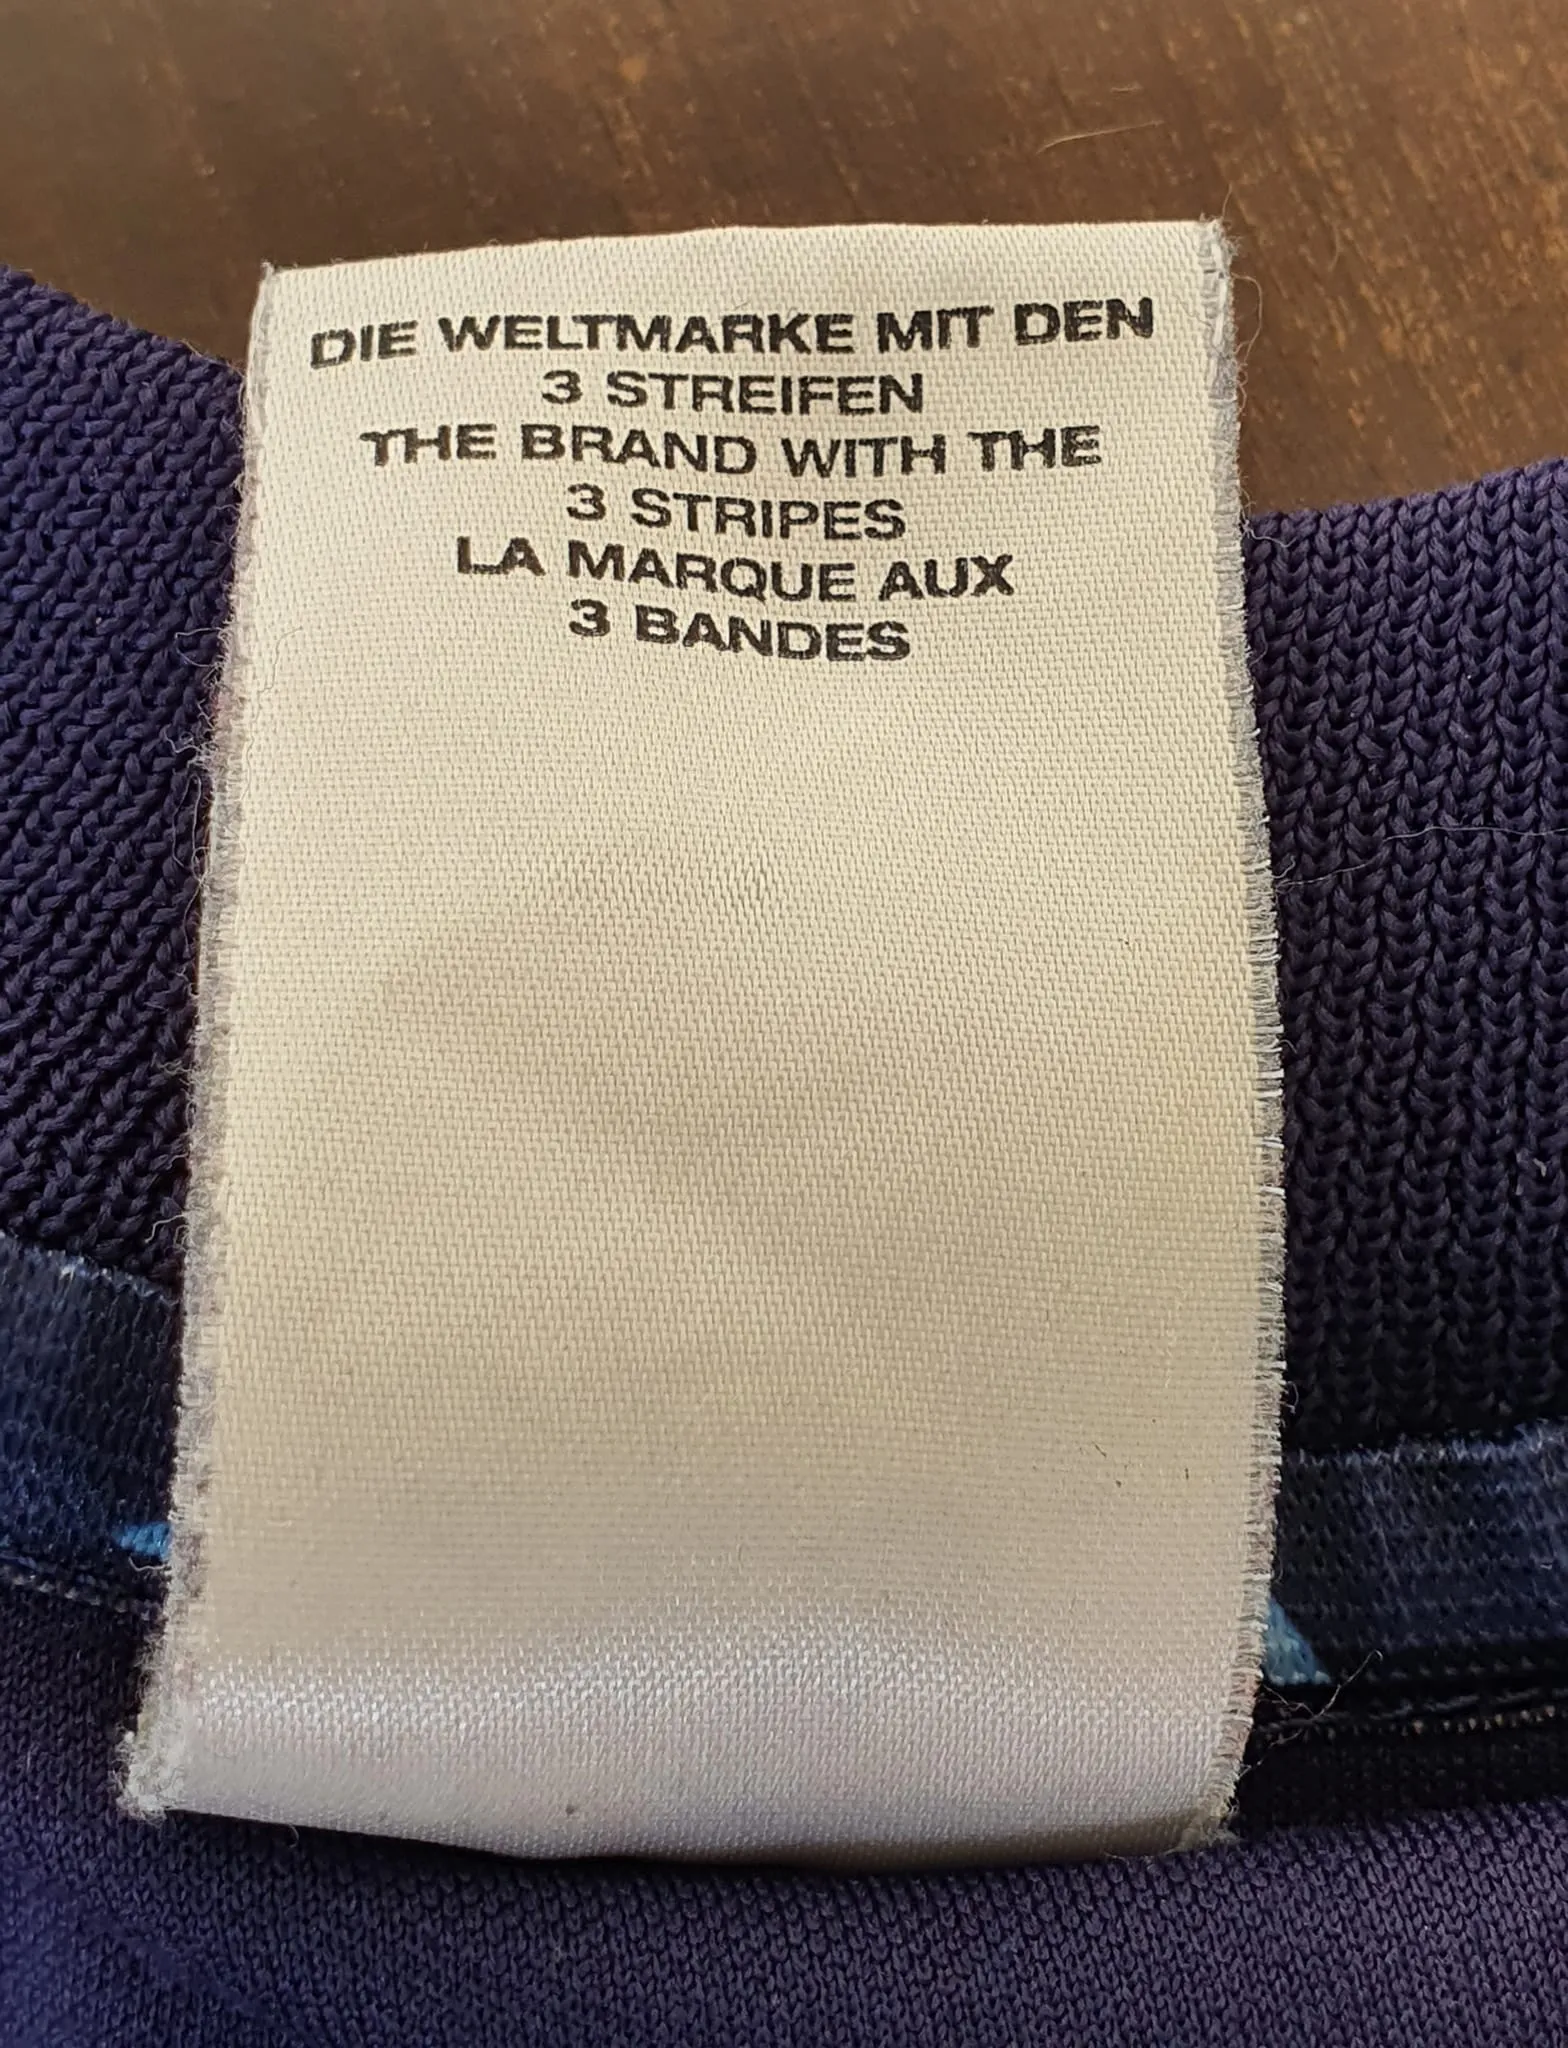 DIE WELTMARKE MIT DEN
3 STREIFEN
THE BRAND WITH THE
3 STRIPES
LA MARQUE AUX
3 BANDES